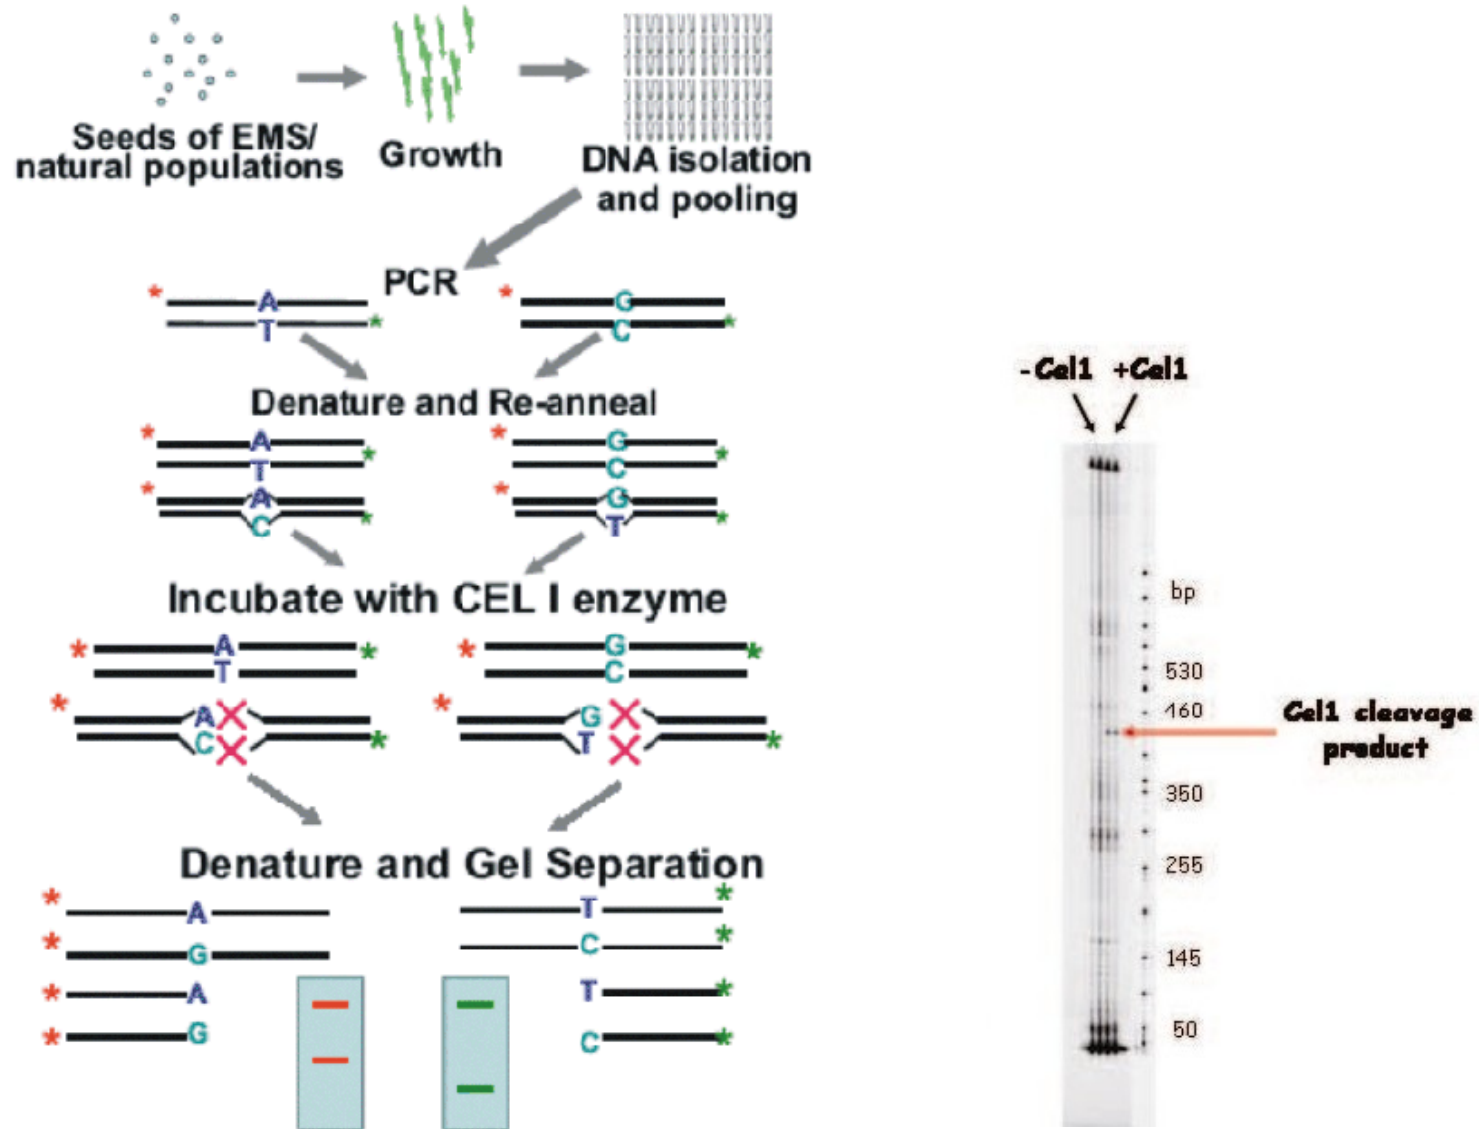 Seeds of EMS/
natural populations
Growth
DNA isolation
and pooling
PCR
* A
T *
* G
C *
Denature and Re-anneal
* A *
T
* A
C *
* G *
C
* G
T *
Incubate with CEL I enzyme
* A *
T
* A
C *
* G *
C
* G
T *
Denature and Gel Separation
* A
* G
* A
* G
T *
C *
T *
C *
-Cel1 +Cel1
bp
530
460
350
255
145
50
Cel1 cleavage
product